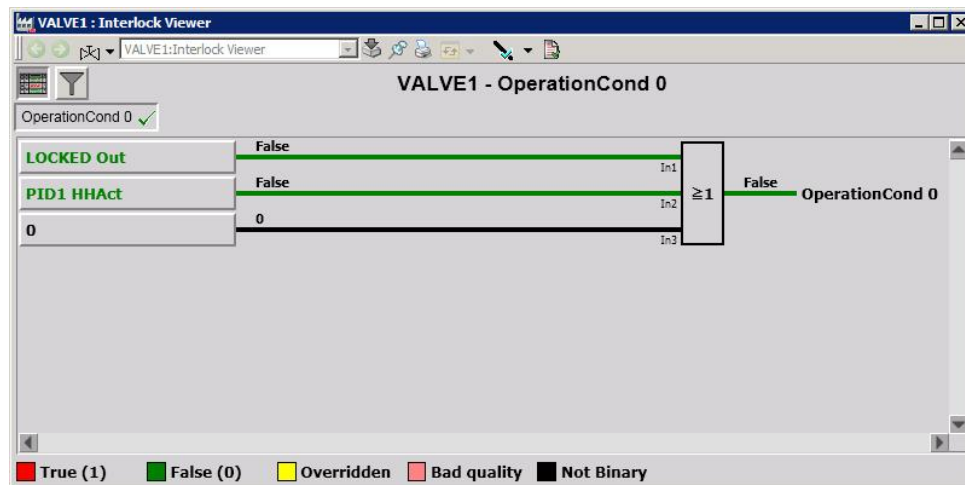 VALVE1 : Interlock Viewer
VALVE1:Interlock Viewer
VALVE1 - OperationCond 0
OperationCond 0
LOCKED Out
False
In1
PID1 HHAct
False
In2
0
0
In3
≧1
False
OperationCond 0
True (1)
False (0)
Overridden
Bad quality
Not Binary